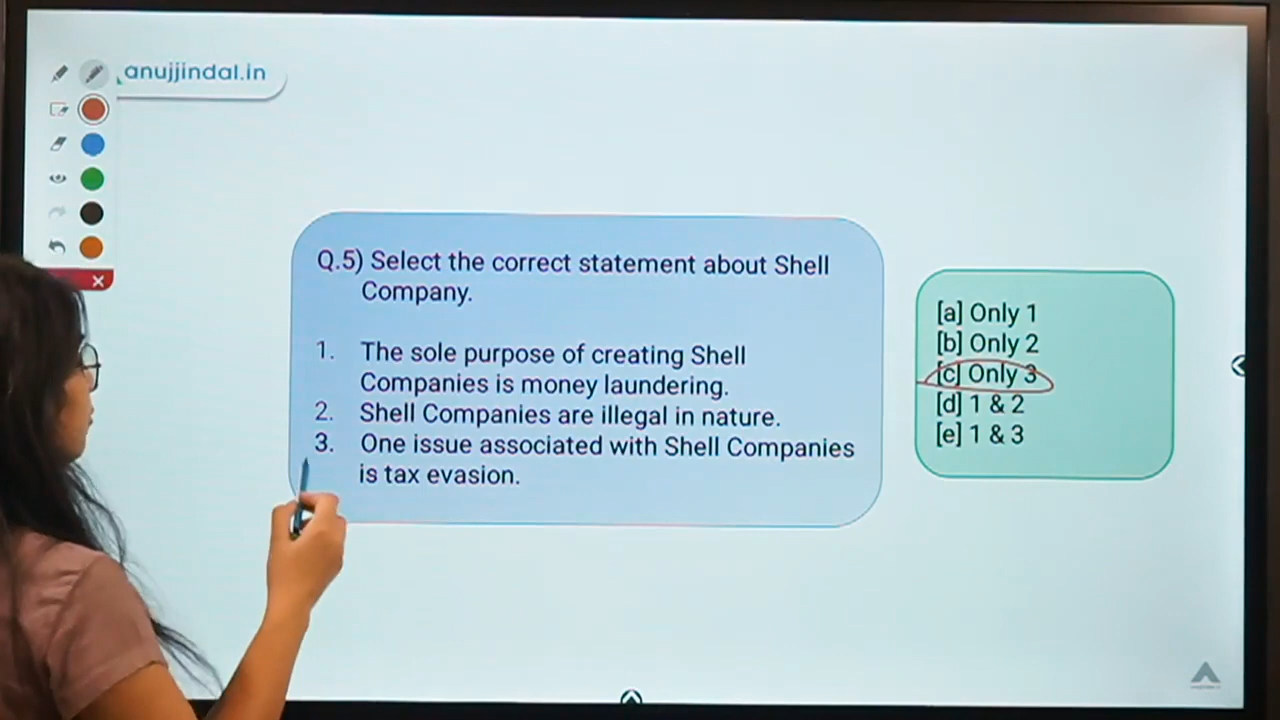 anujjindal.in
Q.5) Select the correct statement about Shell
Company.
1. The sole purpose of creating Shell
Companies is money laundering.
2. Shell Companies are illegal in nature.
3. One issue associated with Shell Companies
is tax evasion.
[a] Only 1
[b] Only 2
[c] Only 3
[d] 1 & 2
[e] 1 & 3